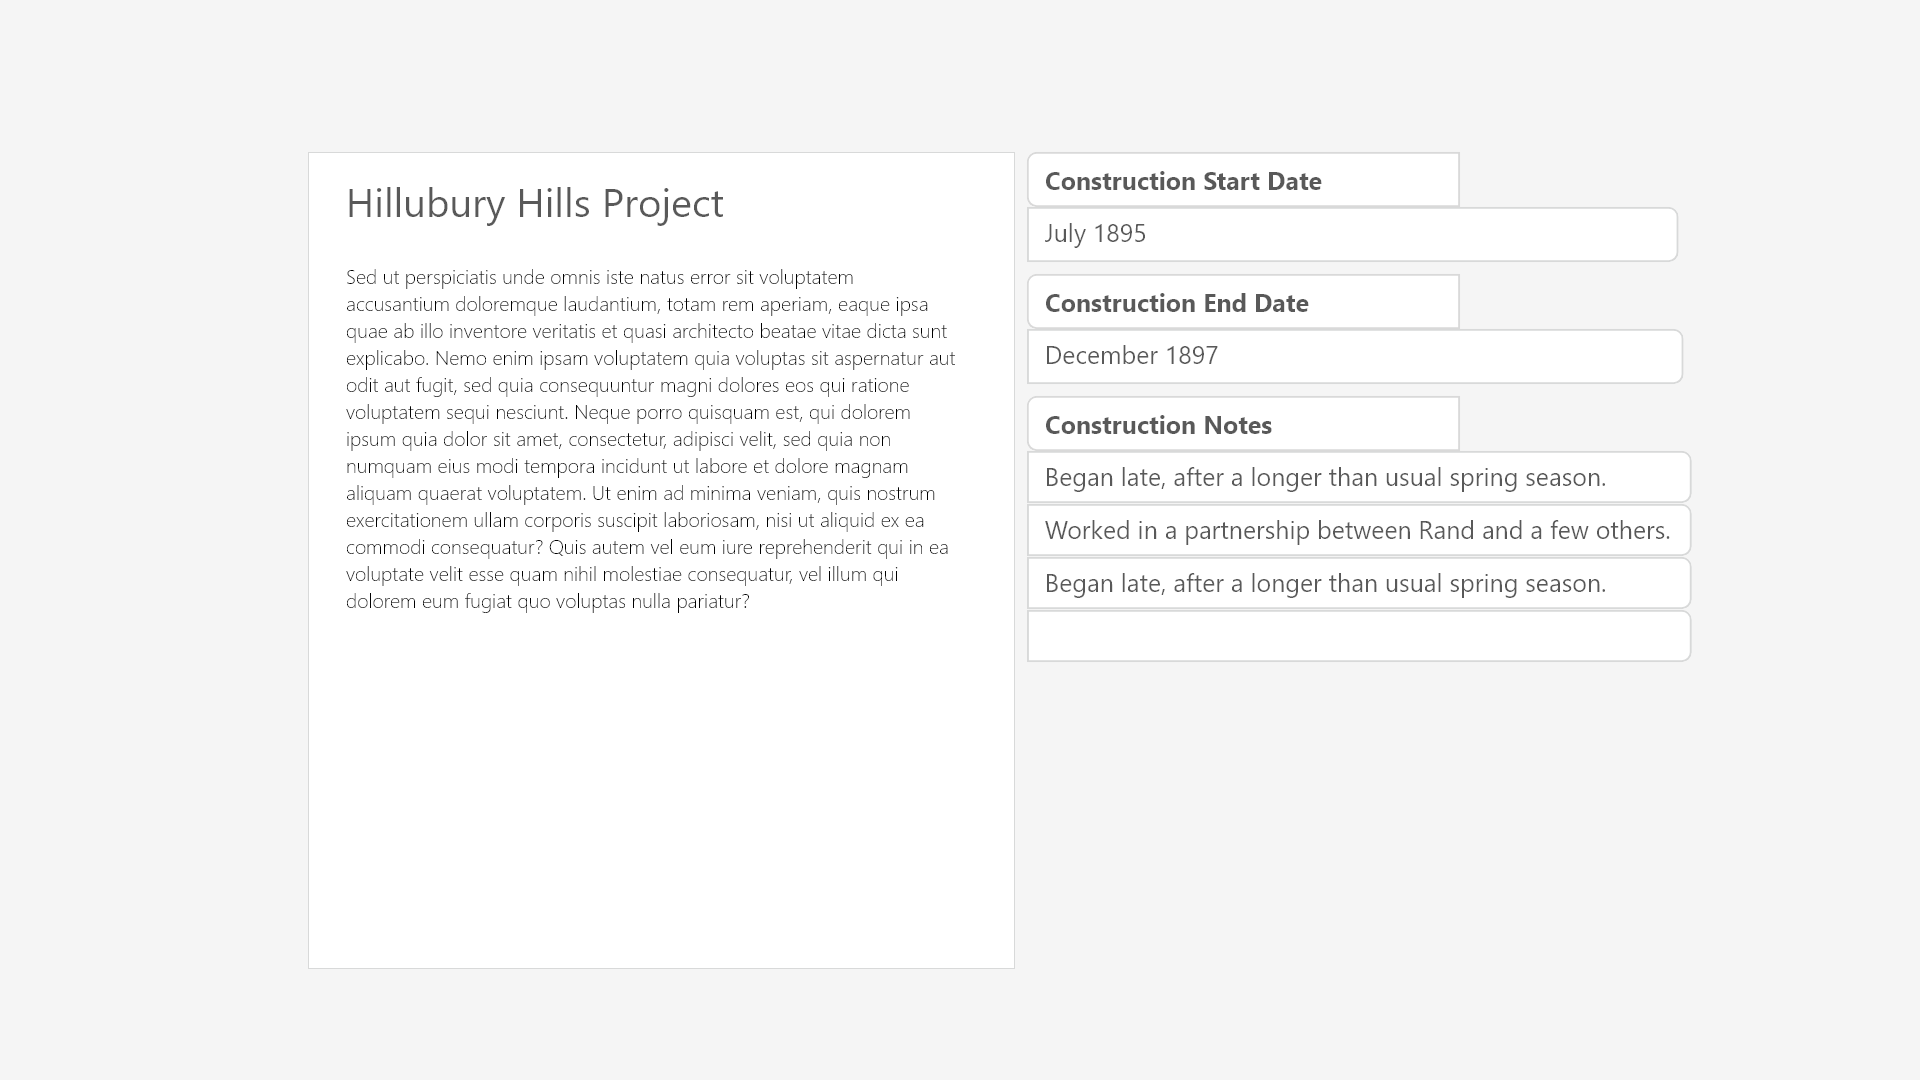 Hillubury Hills Project
Sed ut perspiciatis unde omnis iste natus error sit voluptatem
accusantium doloremque laudantium, totam rem aperiam, eaque ipsa
quae ab illo inventore veritatis et quasi architecto beatae vitae dicta sunt
explicabo. Nemo enim ipsam voluptatem quia voluptas sit aspernatur aut
odit aut fugit, sed quia consequuntur magni dolores eos qui ratione
voluptatem sequi nesciunt. Neque porro quisquam est, qui dolorem
ipsum quia dolor sit amet, consectetur, adipisci velit, sed quia non
numquam eius modi tempora incidunt ut labore et dolore magnam
aliquam quaerat voluptatem. Ut enim ad minima veniam, quis nostrum
exercitationem ullam corporis suscipit laboriosam, nisi ut aliquid ex ea
commodi consequatur? Quis autem vel eum iure reprehenderit qui in ea
voluptate velit esse quam nihil molestiae consequatur, vel illum qui
dolorem eum fugiat quo voluptas nulla pariatur?
Construction Start Date
July 1895
Construction End Date
December 1897
Construction Notes
Began late, after a longer than usual spring season.
Worked in a partnership between Rand and a few others.
Began late, after a longer than usual spring season.